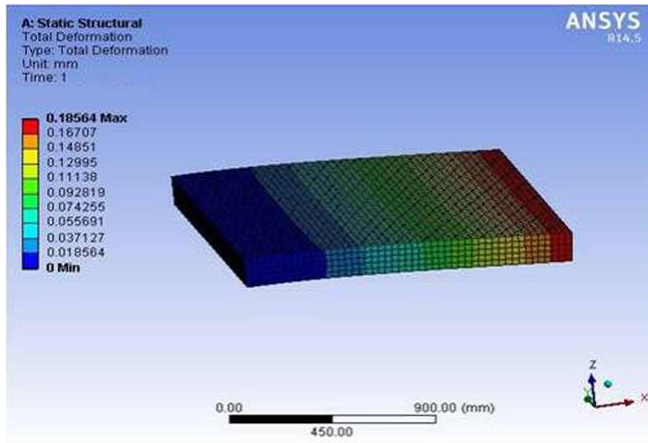 A: Static Structural
Total Deformation
Type: Total Deformation
Unit: mm
Time: 1
ANSYS
R14.5
0.18564 Max
0.16707
0.14851
0.12995
0.11138
0.092819
0.074255
0.055691
0.037127
0.018564
0 Min
0.00
900.00 (mm)
450.00
Z
X